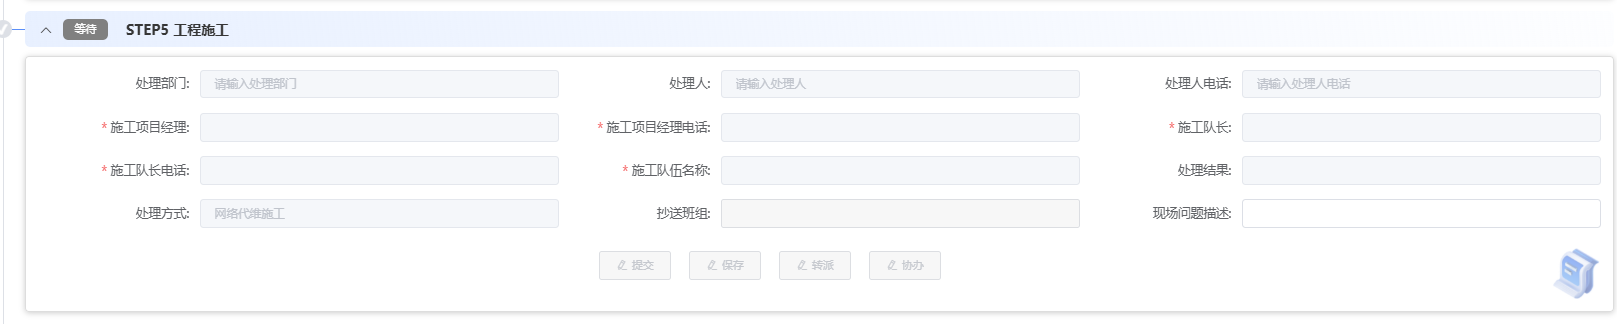 等待 STEP5 工程施工
处理部门: 请输入处理部门 处理人: 请输入处理人 处理人电话: 请输入处理人电话
* 施工项目经理: * 施工项目经理电话: * 施工队长:
* 施工队长电话: * 施工队伍名称: 处理结果:
处理方式: 网络代维施工 抄送班组: 现场问题描述:
提交 保存 转派 协办